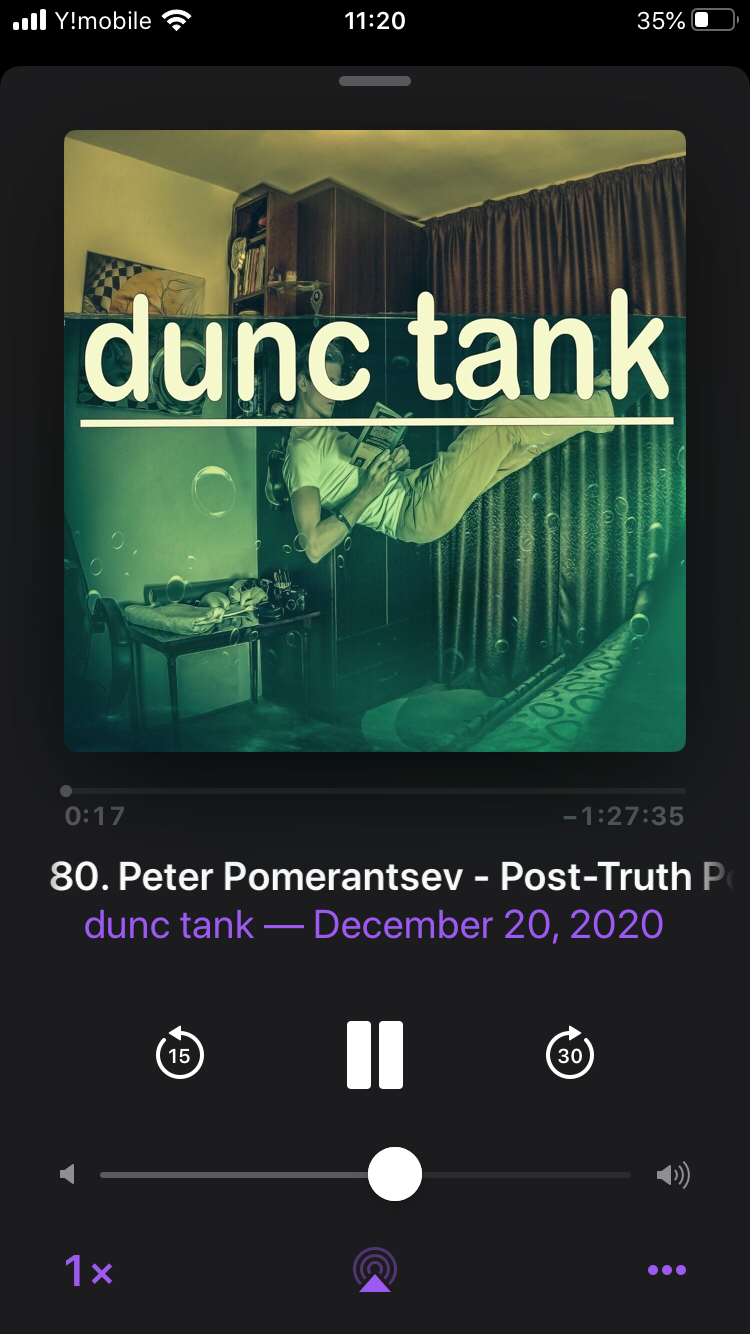 Y!mobile 11:20 35%
dunc tank
0:17 −1:27:35
80. Peter Pomerantsev - Post-Truth
dunc tank — December 20, 2020
15 30
1×